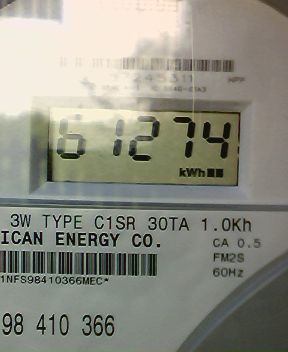 61274
kWh
3W TYPE C1SR 30TA 1.0Kh
ICAN ENERGY CO.
CA 0.5
FM2S
60Hz
1NFS98410366MEC*
98 410 366